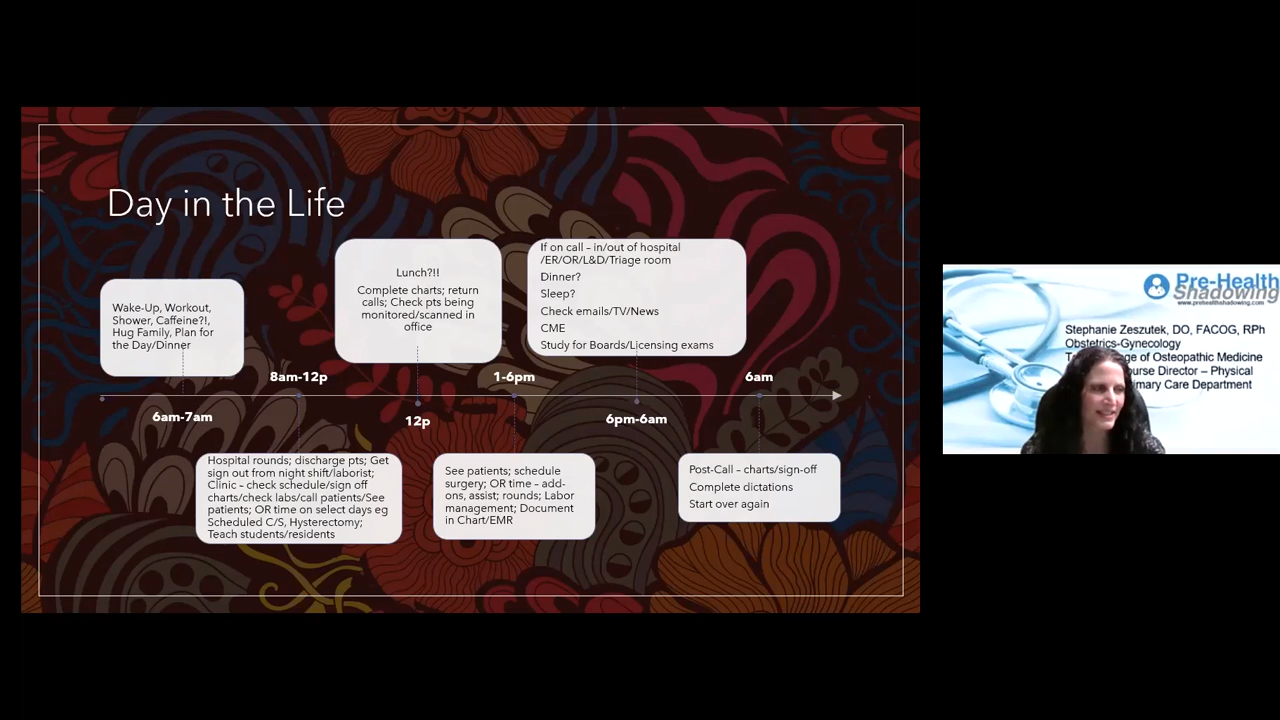 Day in the Life
Wake-Up, Workout,
Shower, Caffeine?!,
Hug Family, Plan for
the Day/Dinner
6am-7am
8am-12p
Hospital rounds; discharge pts; Get
sign out from night shift/laborist;
Clinic – check schedule/sign off
charts/check labs/call patients/See
patients; OR time on select days eg
Scheduled C/S, Hysterectomy;
Teach students/residents
Lunch?!!
Complete charts; return
calls; Check pts being
monitored/scanned in
office
12p
1-6pm
See patients; schedule
surgery; OR time – add-
ons, assist; rounds; Labor
management; Document
in Chart/EMR
If on call – in/out of hospital
/ER/OR/L&D/Triage room
Dinner?
Sleep?
Check emails/TV/News
CME
Study for Boards/Licensing exams
6pm-6am
6am
Post-Call – charts/sign-off
Complete dictations
Start over again
Pre-Health
Shadowing
www.prehealthshadowing.com
Stephanie Zeszutek, DO, FACOG, RPh
Obstetrics-Gynecology
of Osteopathic Medicine
Director – Physical
Care Department